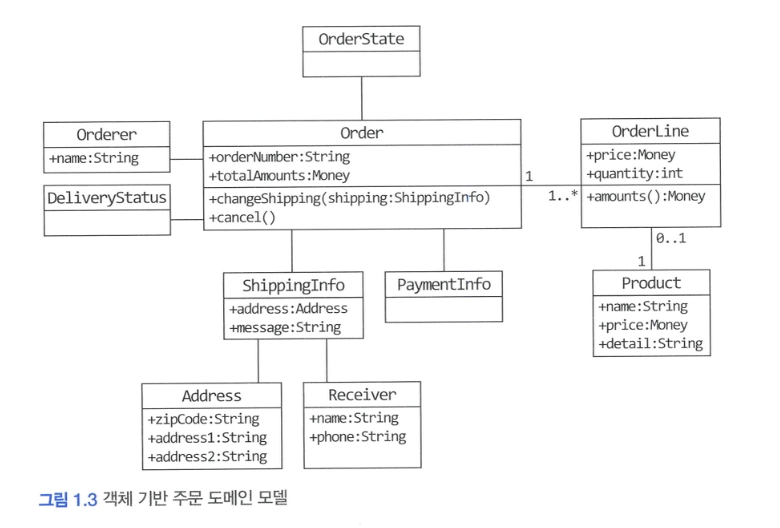 OrderState
Orderer
+name:String
Order
+orderNumber:String
+totalAmounts:Money
+changeShipping(shipping:ShippingInfo)
+cancel()
OrderLine
+price:Money
+quantity:int
+amounts():Money
1
1..*
DeliveryStatus
0..1
1
ShippingInfo
+address:Address
+message:String
PaymentInfo
Product
+name:String
+price:Money
+detail:String
Address
+zipCode:String
+address1:String
+address2:String
Receiver
+name:String
+phone:String
그림 1.3 객체 기반 주문 도메인 모델